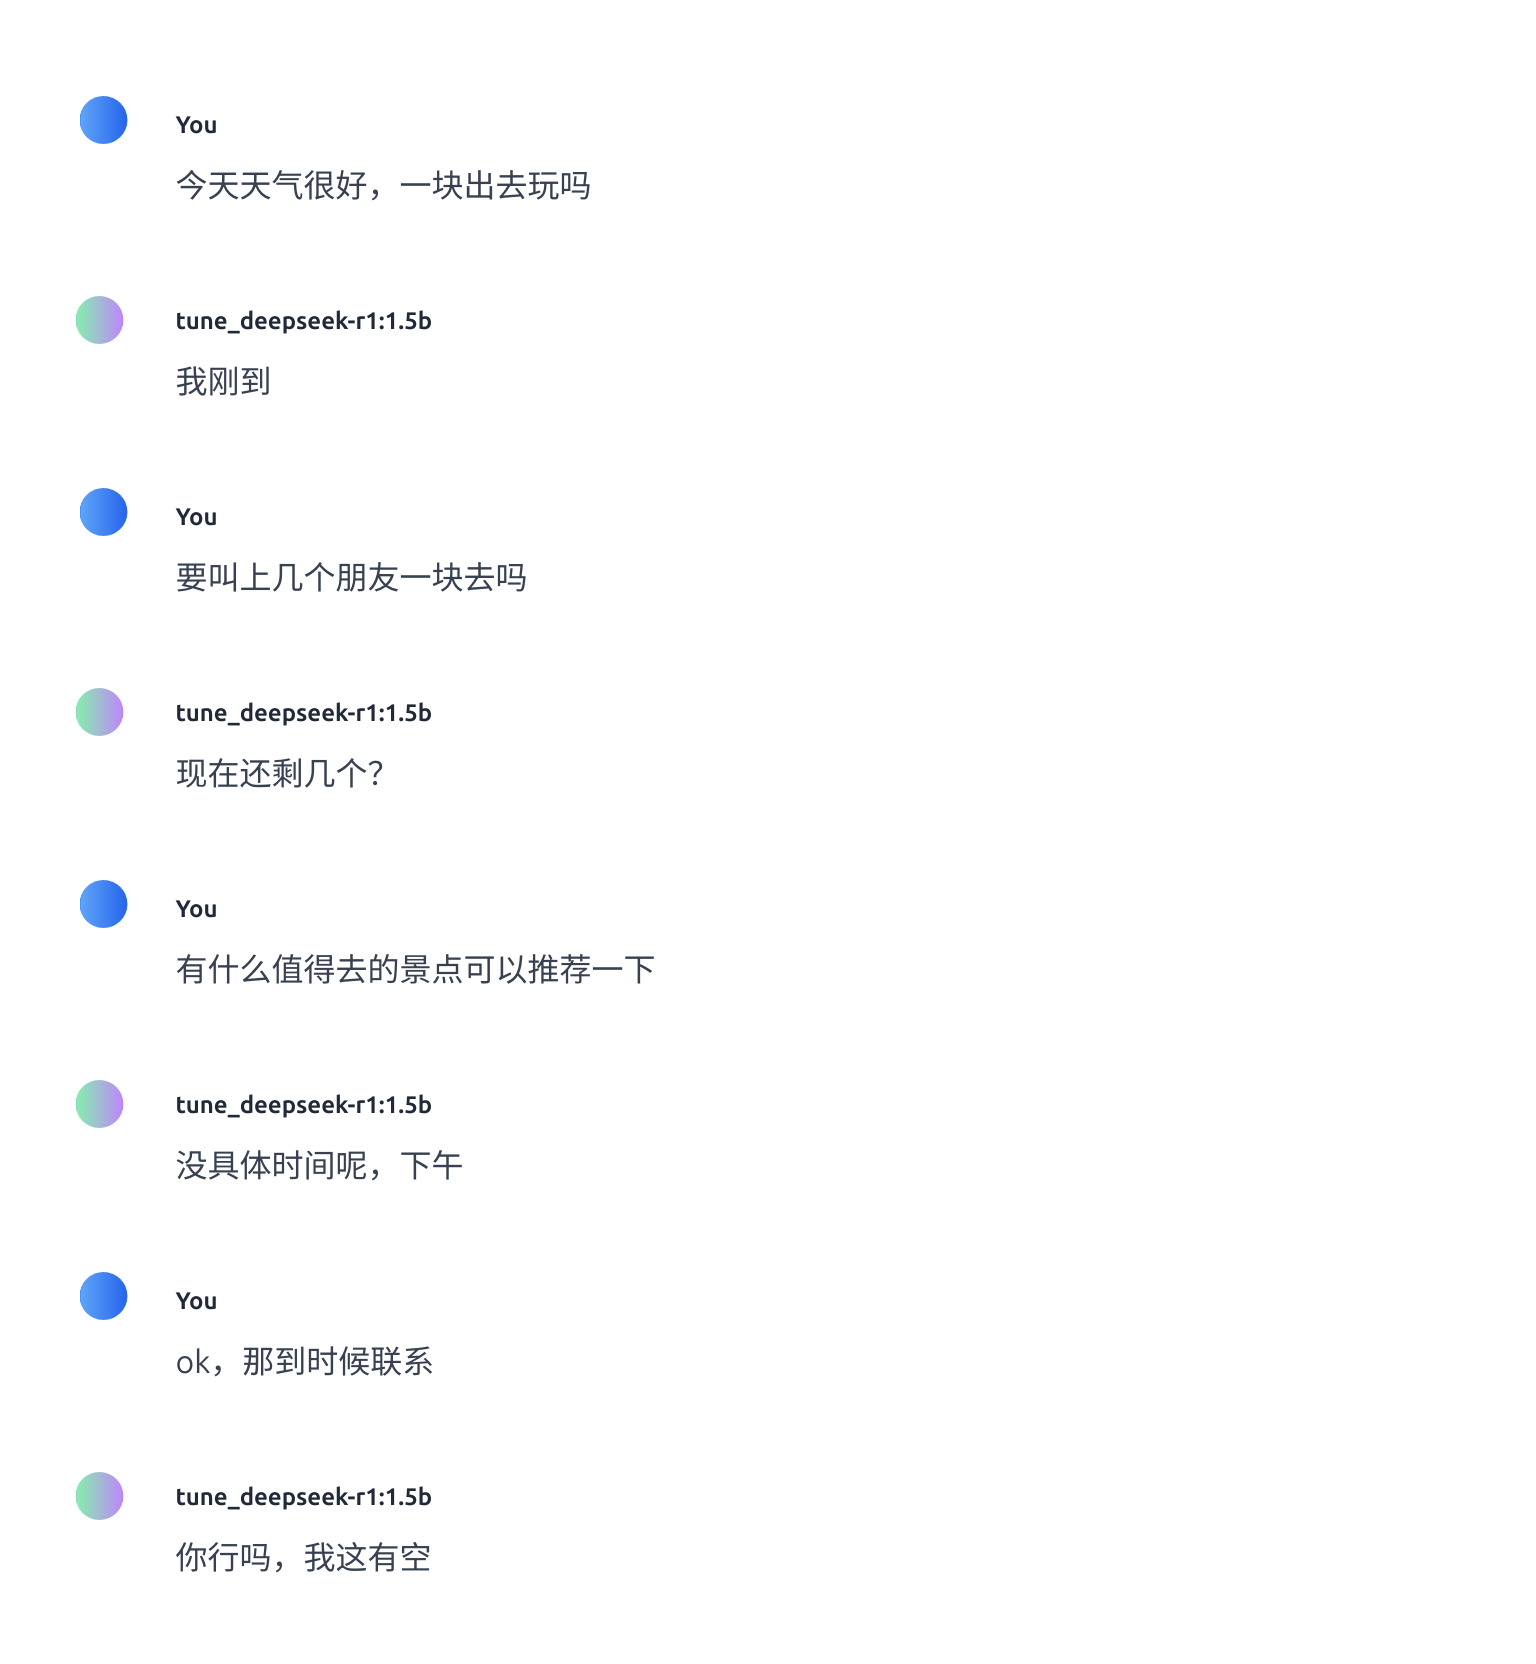 You
今天天气很好，一块出去玩吗
tune_deepseek-r1:1.5b
我刚到
You
要叫上几个朋友一块去吗
tune_deepseek-r1:1.5b
现在还剩几个？
You
有什么值得去的景点可以推荐一下
tune_deepseek-r1:1.5b
没具体时间呢，下午
You
ok，那到时候联系
tune_deepseek-r1:1.5b
你行吗，我这有空